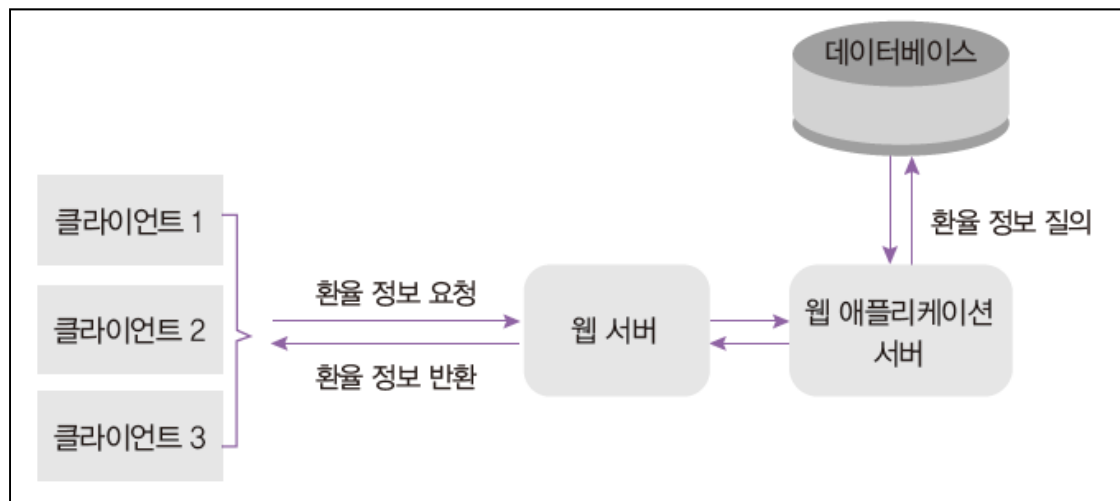 데이터베이스
환율 정보 질의
클라이언트 1
클라이언트 2
클라이언트 3
환율 정보 요청
환율 정보 반환
웹 서버
웹 애플리케이션
서버